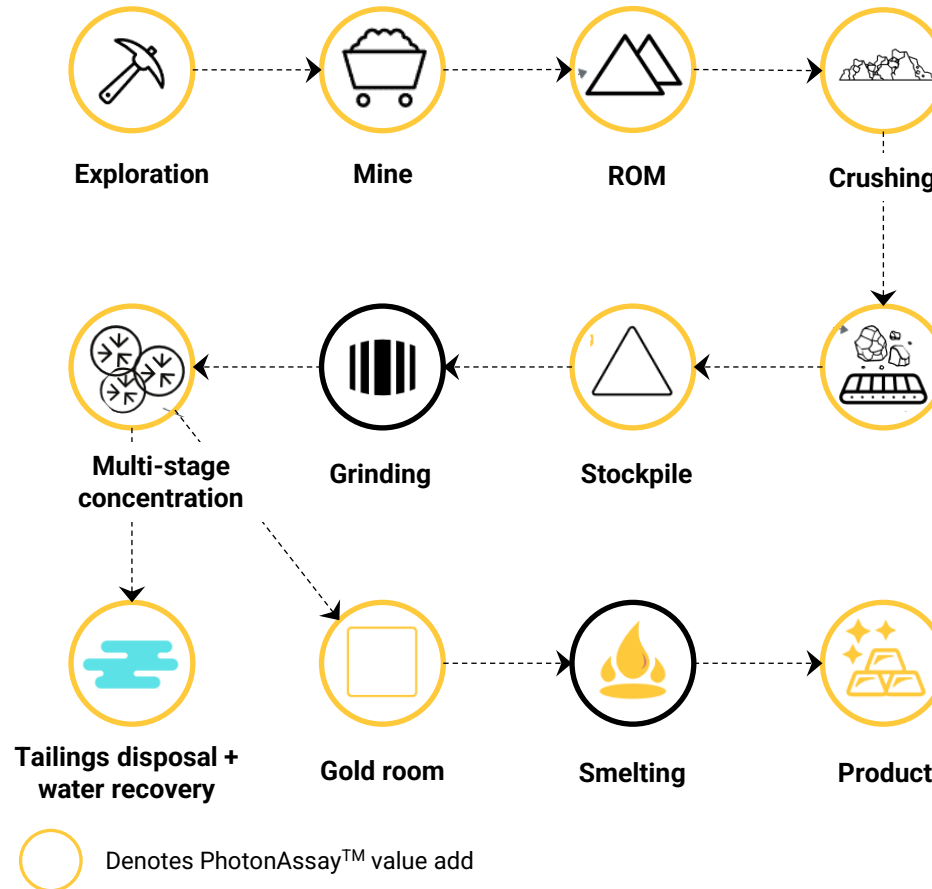 Exploration
Mine
ROM
Crushing
Multi-stage
concentration
Grinding
Stockpile
Tailings disposal +
water recovery
Gold room
Smelting
Product
Denotes PhotonAssay™ value add